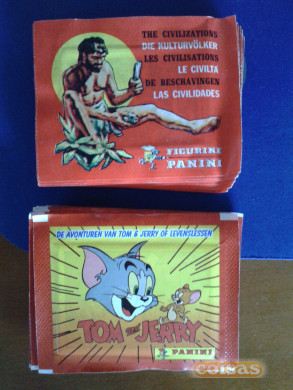 THE CIVILIZATIONS
DIE KULTURVÖLKER
LES CIVILISATIONS
LE CIVILTÀ
DE BESCHAVINGEN
LAS CIVILIDADES
FIGURINE
PANINI
DE AVONTUREN VAN TOM & JERRY OF LEVENSLESSEN
TOM AND JERRY
PANINI
coisas